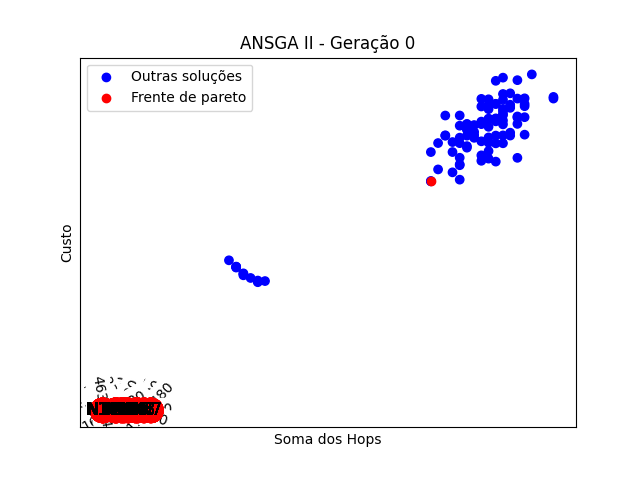 ANSGA II - Geração 0
Outras soluções
Frente de pareto
Custo
Soma dos Hops